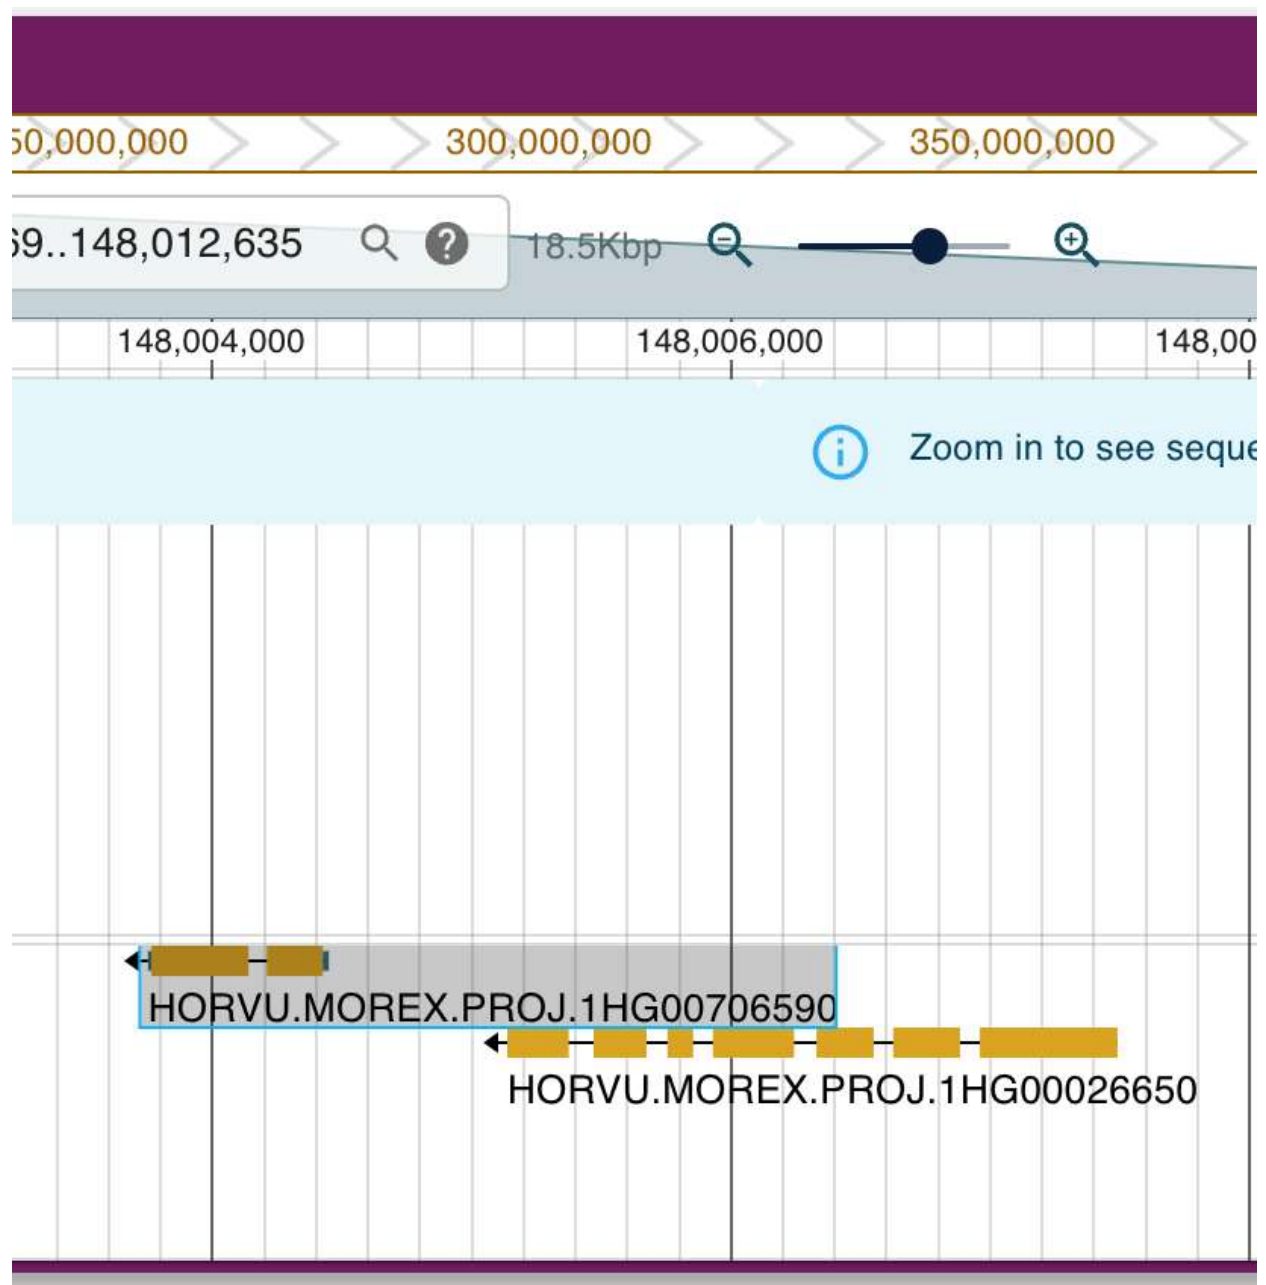 50,000,000 300,000,000 350,000,000
69..148,012,635 ? 18.5Kbp
148,004,000 148,006,000 148,00
i Zoom in to see seque
HORVU.MOREX.PROJ.1HG00706590
HORVU.MOREX.PROJ.1HG00026650